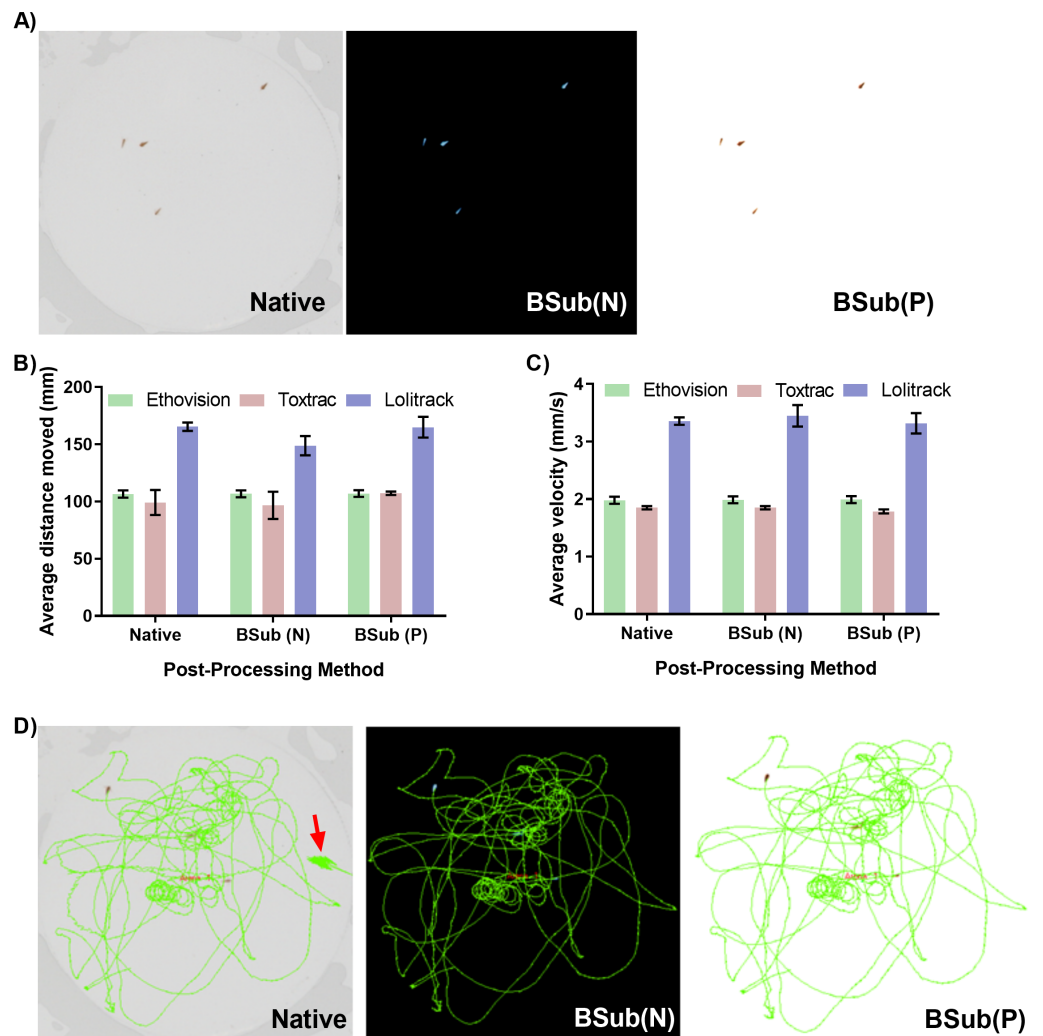 A)
Native
BSub(N)
BSub(P)
B)
Average distance moved (mm)
200
150
100
50
0
Ethovision
Toxtrac
Lolitrack
Native
BSub (N)
BSub (P)
Post-Processing Method
C)
Average velocity (mm/s)
4
3
2
1
0
Ethovision
Toxtrac
Lolitrack
Native
BSub (N)
BSub (P)
Post-Processing Method
D)
Native
BSub(N)
BSub(P)